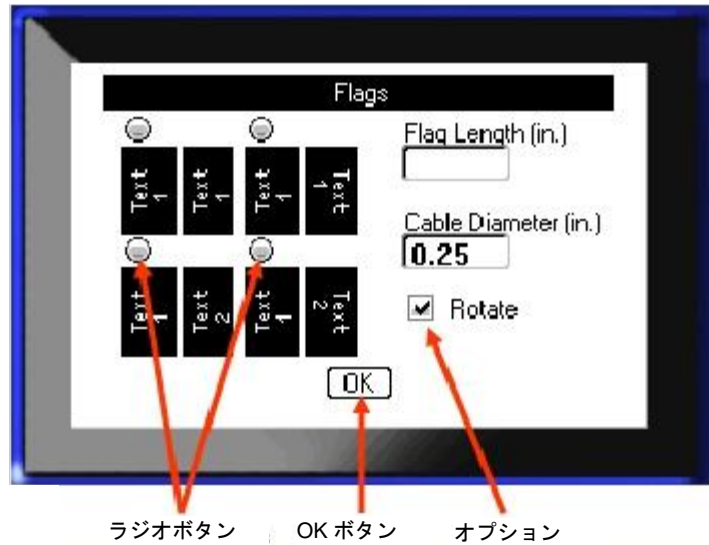 Flags
Flag Length (in.)
Text 1
Text 1
Text 1
Text 1
Cable Diameter (in.)
0.25
Text 1
Text 2
Text 1
Text 2
Rotate
OK
ラジオボタン
OK ボタン
オプション